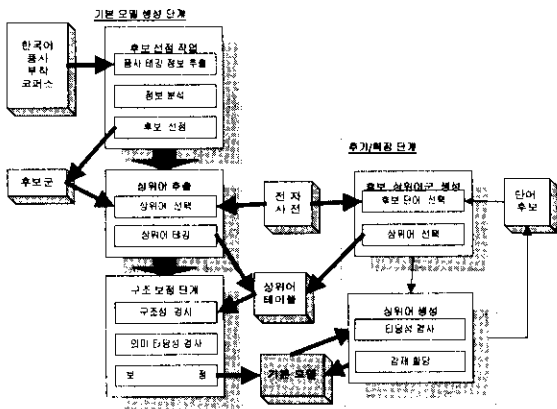 기본 모델 생성 단계
한국어
품사
부착
코퍼스
후보 선점 작업
품사 태깅 정보 추출
정보 분석
후보 선점
후보군
상위어 추출
상위어 선택
상위어 태깅
전 자
사 전
추가/확장 단계
후보 상위어군 생성
후보 단어 선택
상위어 선택
단어
후보
상위어
테이블
구조 보정 단계
구조성 검사
의미 타당성 검사
보 정
기본 모델
상위어 생성
타당성 검사
잠재 할당